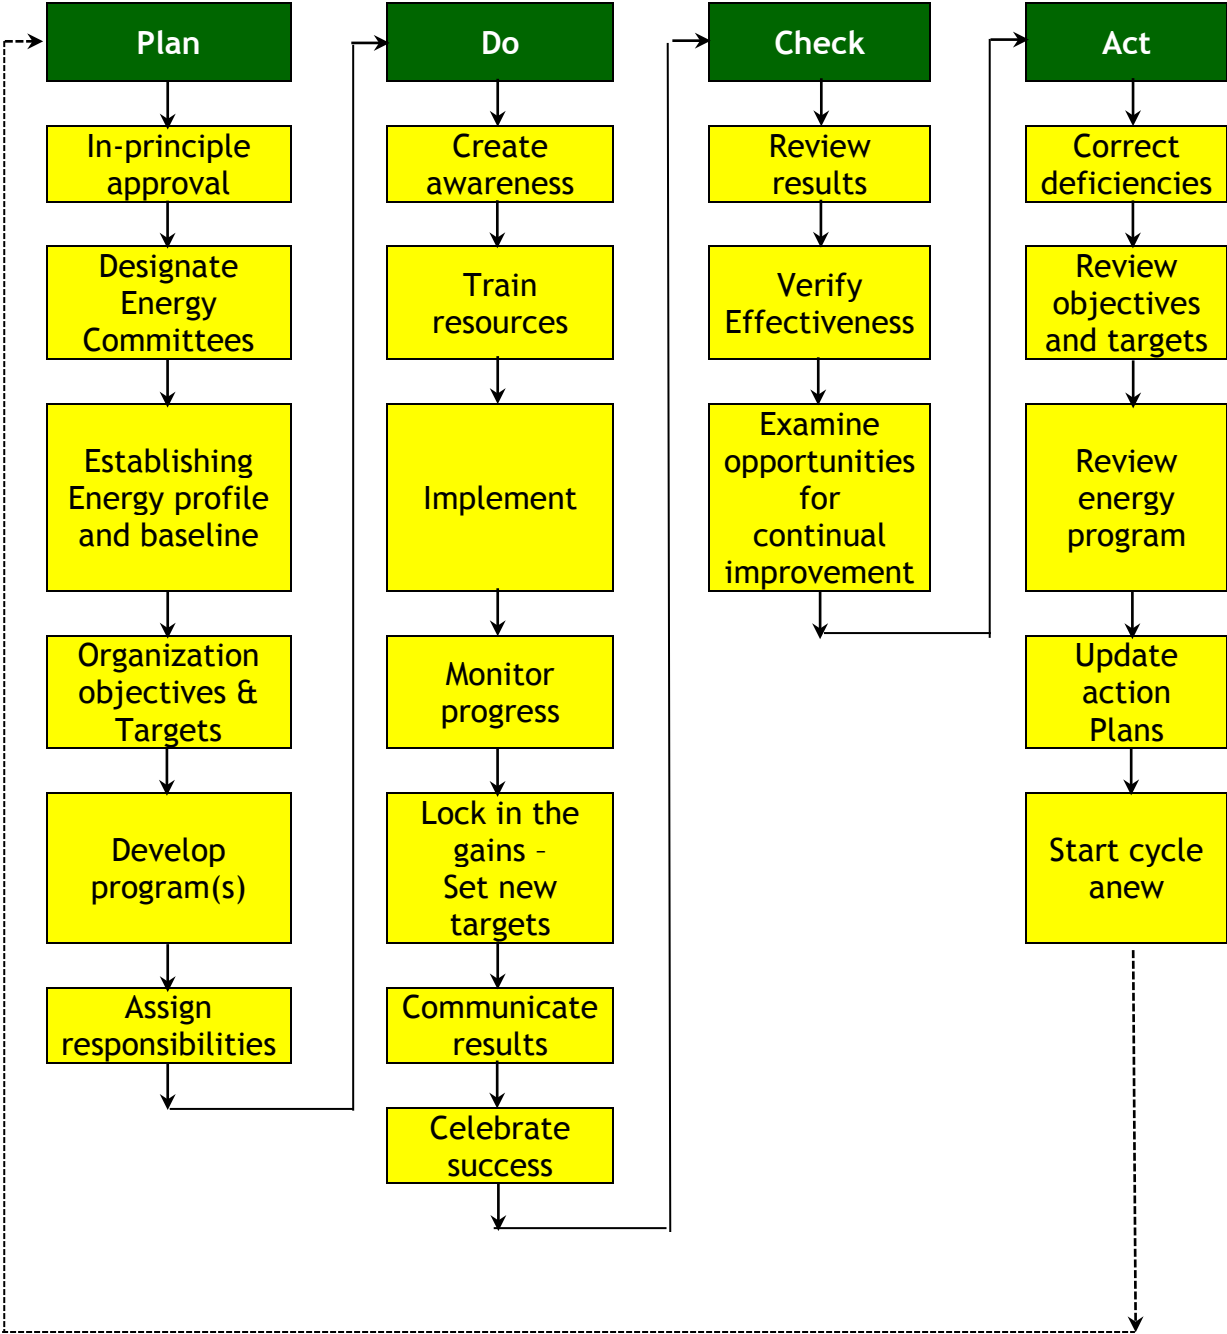 Plan
In-principle
approval
Designate
Energy
Committees
Establishing
Energy profile
and baseline
Organization
objectives &
Targets
Develop
program(s)
Assign
responsibilities
Do
Create
awareness
Train
resources
Implement
Monitor
progress
Lock in the
gains –
Set new
targets
Communicate
results
Celebrate
success
Check
Review
results
Verify
Effectiveness
Examine
opportunities
for
continual
improvement
Act
Correct
deficiencies
Review
objectives
and targets
Review
energy
program
Update
action
Plans
Start cycle
anew